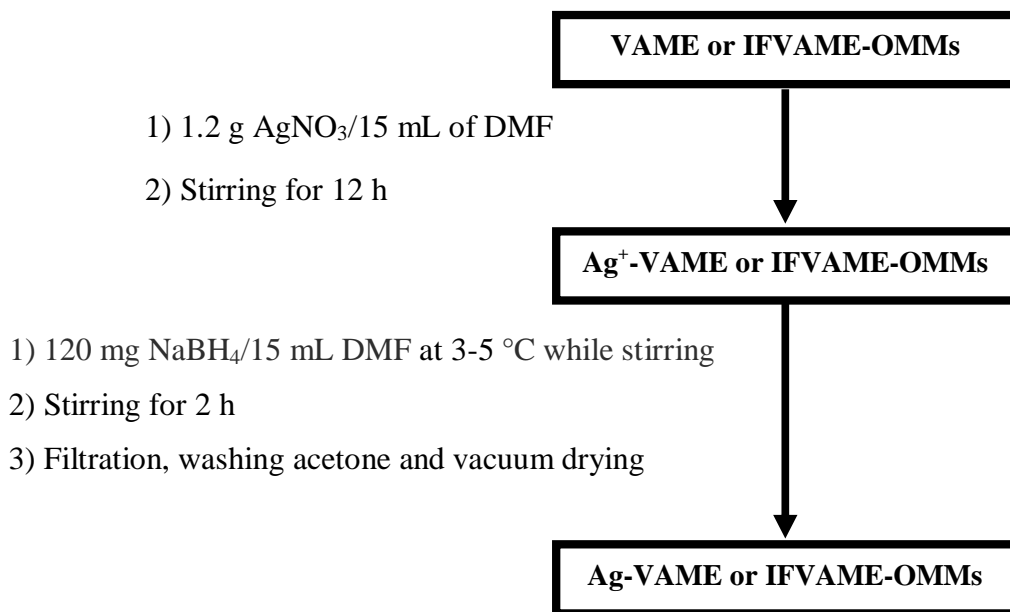 VAME or IFVAME-OMMs
1) 1.2 g AgNO₃/15 mL of DMF
2) Stirring for 12 h
Ag⁺-VAME or IFVAME-OMMs
1) 120 mg NaBH₄/15 mL DMF at 3-5 °C while stirring
2) Stirring for 2 h
3) Filtration, washing acetone and vacuum drying
Ag-VAME or IFVAME-OMMs